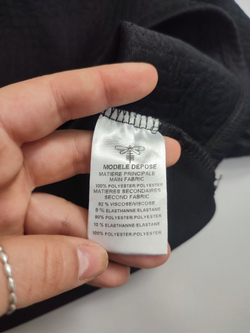 MODELE DEPOSE
MATIERE PRINCIPALE
MAIN FABRIC
100% POLYESTER/POLYESTER
MATIERES SECONDAIRES
SECOND FABRIC
92 % VISCOSE/VISCOSE
8 % ELASTHANNE/ELASTANE
90% POLYESTER/POLYESTER
10 % ELASTHANNE/ELASTANE
100% POLYESTER-POLYESTER